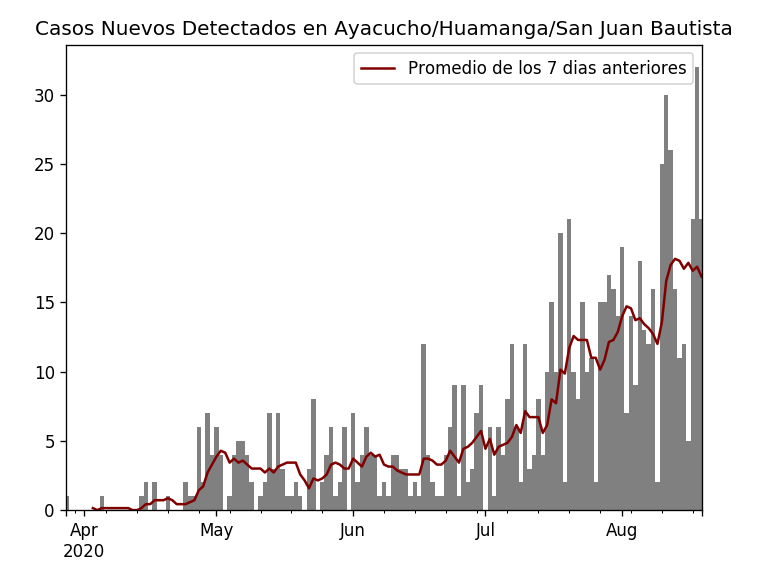 Casos Nuevos Detectados en Ayacucho/Huamanga/San Juan Bautista
Promedio de los 7 dias anteriores
30
25
20
15
10
5
0
Apr May Jun Jul Aug
2020